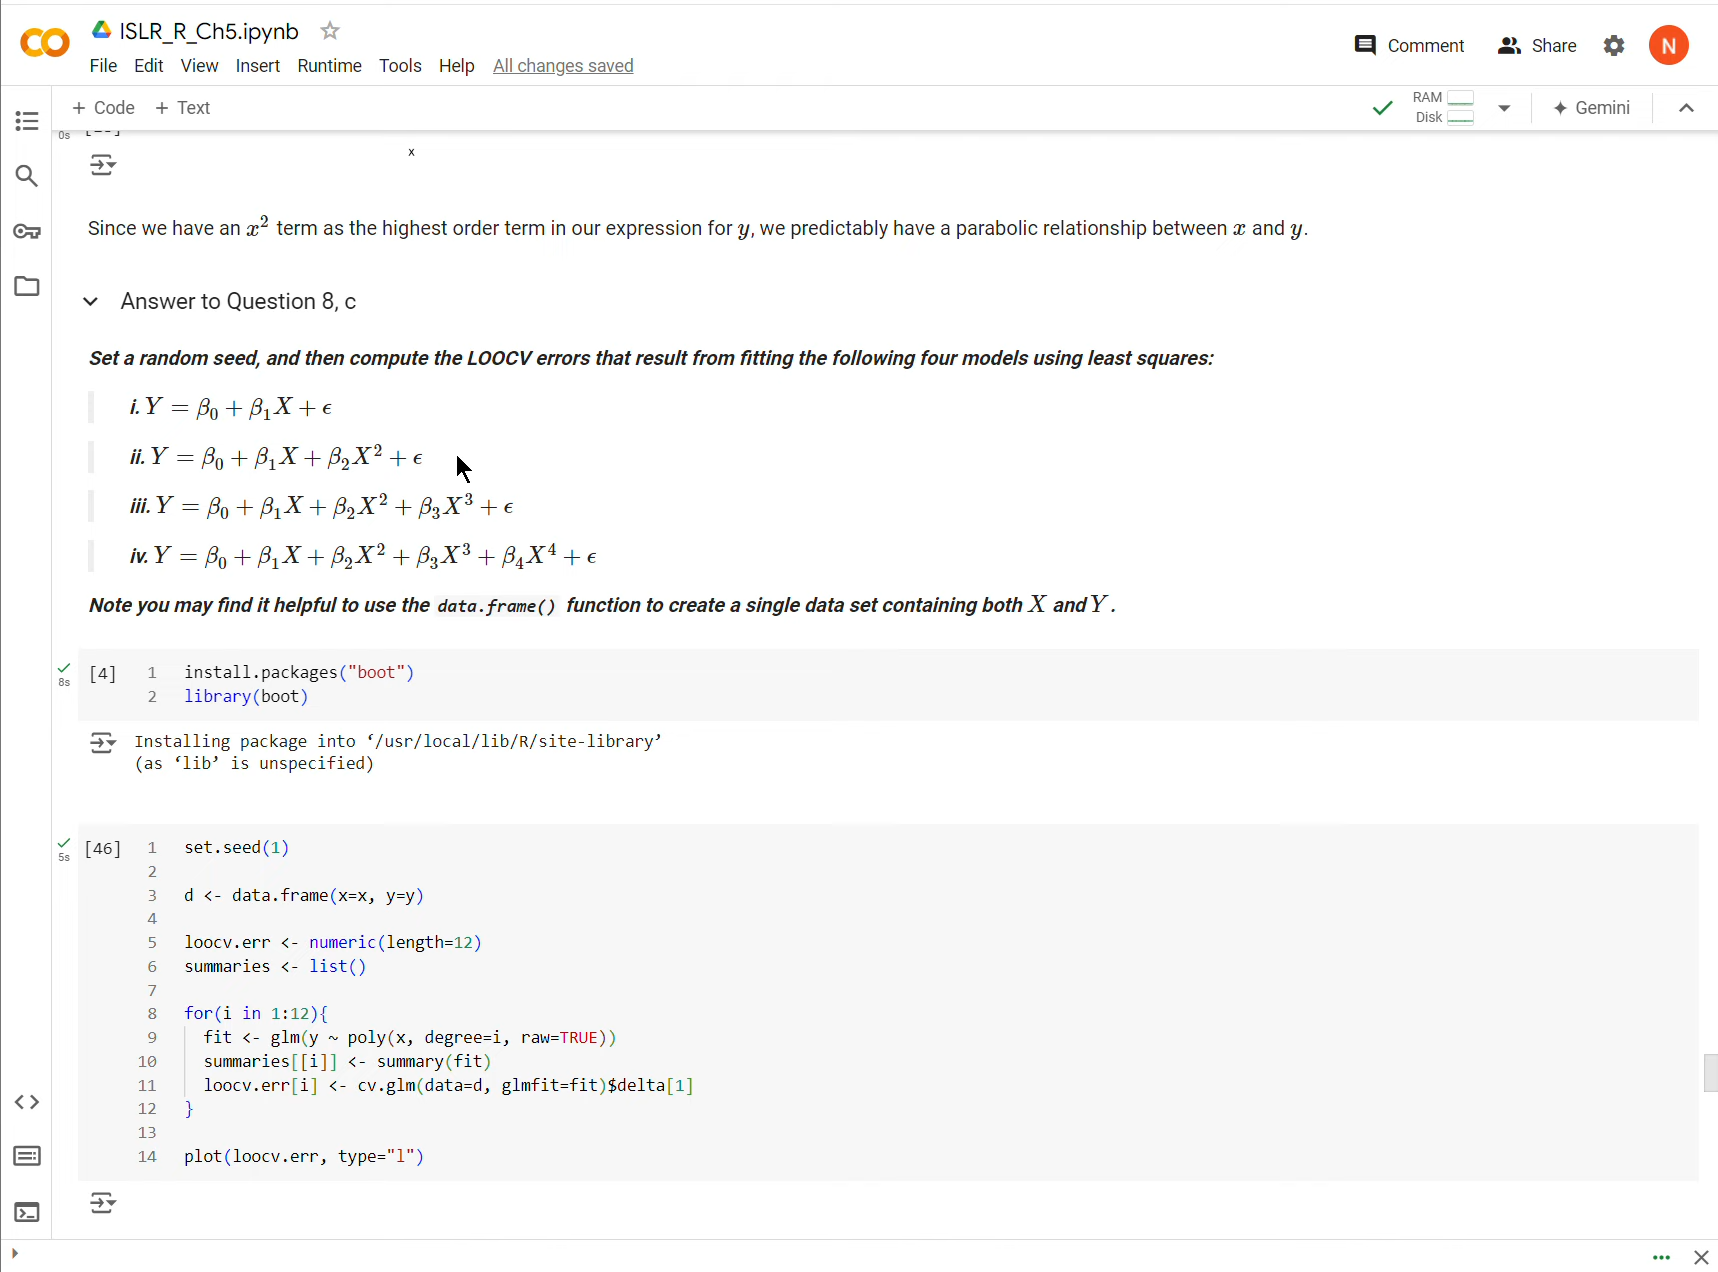 ISLR_R_Ch5.ipynb
File Edit View Insert Runtime Tools Help All changes saved
Comment Share N
+ Code + Text
RAM
Disk
Gemini
0s
x
Since we have an x² term as the highest order term in our expression for y, we predictably have a parabolic relationship between x and y.
Answer to Question 8, c
Set a random seed, and then compute the LOOCV errors that result from fitting the following four models using least squares:
i. Y = β₀ + β₁X + ϵ
ii. Y = β₀ + β₁X + β₂X² + ϵ
iii. Y = β₀ + β₁X + β₂X² + β₃X³ + ϵ
iv. Y = β₀ + β₁X + β₂X² + β₃X³ + β₄X⁴ + ϵ
Note you may find it helpful to use the data.frame() function to create a single data set containing both X and Y.
8s [4] 1 install.packages("boot")
2 library(boot)
Installing package into ‘/usr/local/lib/R/site-library’
(as ‘lib’ is unspecified)
5s [46] 1 set.seed(1)
2
3 d <- data.frame(x=x, y=y)
4
5 loocv.err <- numeric(length=12)
6 summaries <- list()
7
8 for(i in 1:12){
9 fit <- glm(y ~ poly(x, degree=i, raw=TRUE))
10 summaries[[i]] <- summary(fit)
11 loocv.err[i] <- cv.glm(data=d, glmfit=fit)$delta[1]
12 }
13
14 plot(loocv.err, type="l")